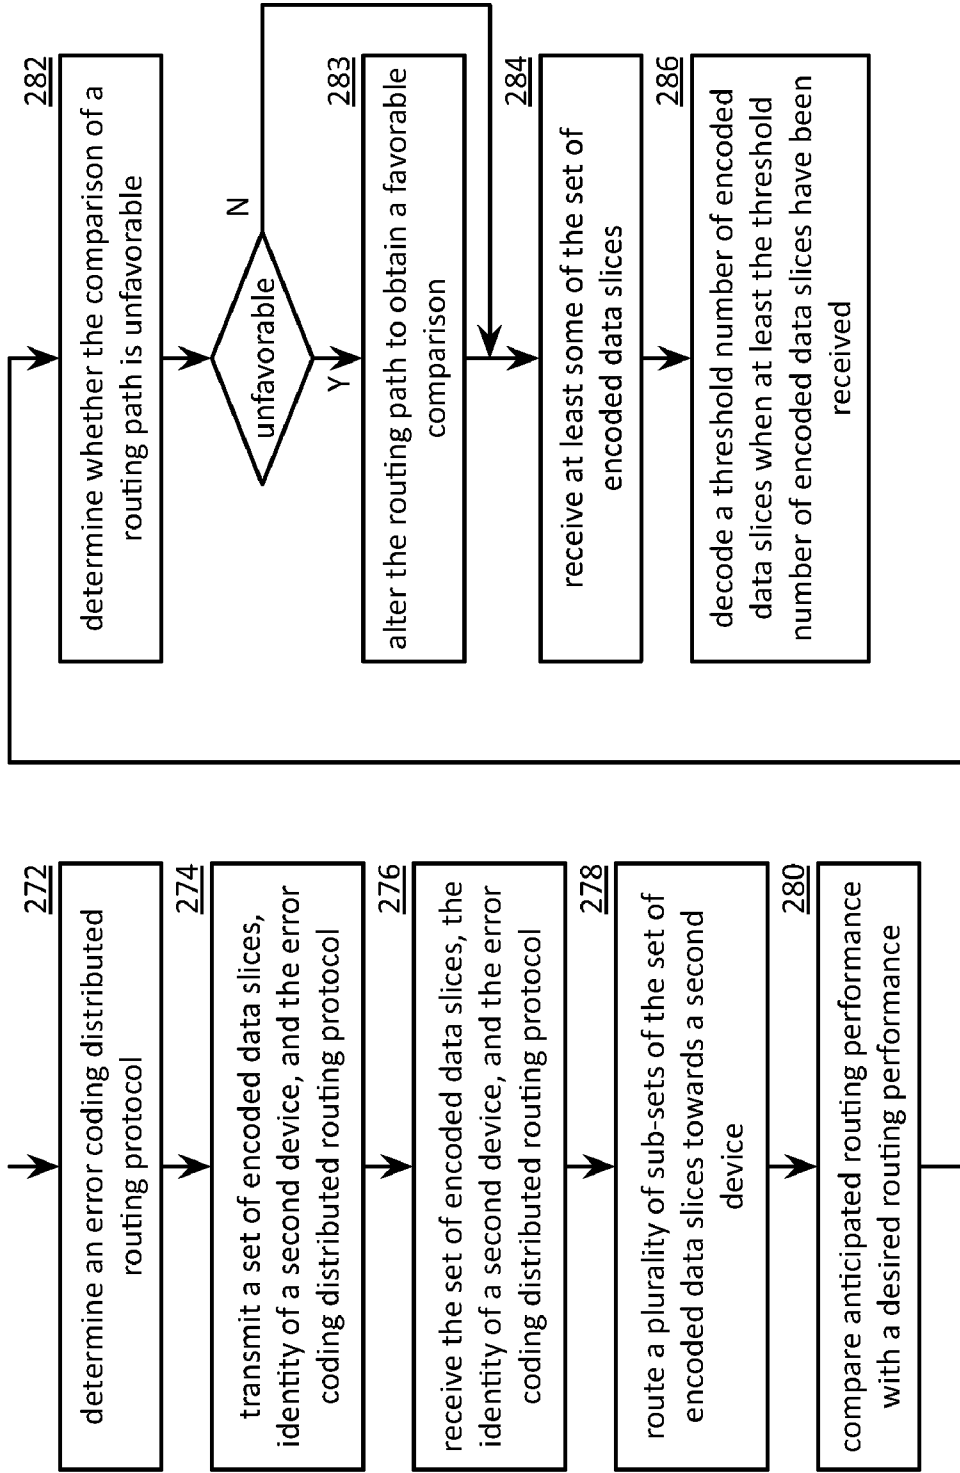 272
determine an error coding distributed
routing protocol
274
transmit a set of encoded data slices,
identity of a second device, and the error
coding distributed routing protocol
276
receive the set of encoded data slices, the
identity of a second device, and the error
coding distributed routing protocol
278
route a plurality of sub-sets of the set of
encoded data slices towards a second
device
280
compare anticipated routing performance
with a desired routing performance
282
determine whether the comparison of a
routing path is unfavorable
unfavorable
N
Y
283
alter the routing path to obtain a favorable
comparison
284
receive at least some of the set of
encoded data slices
286
decode a threshold number of encoded
data slices when at least the threshold
number of encoded data slices have been
received